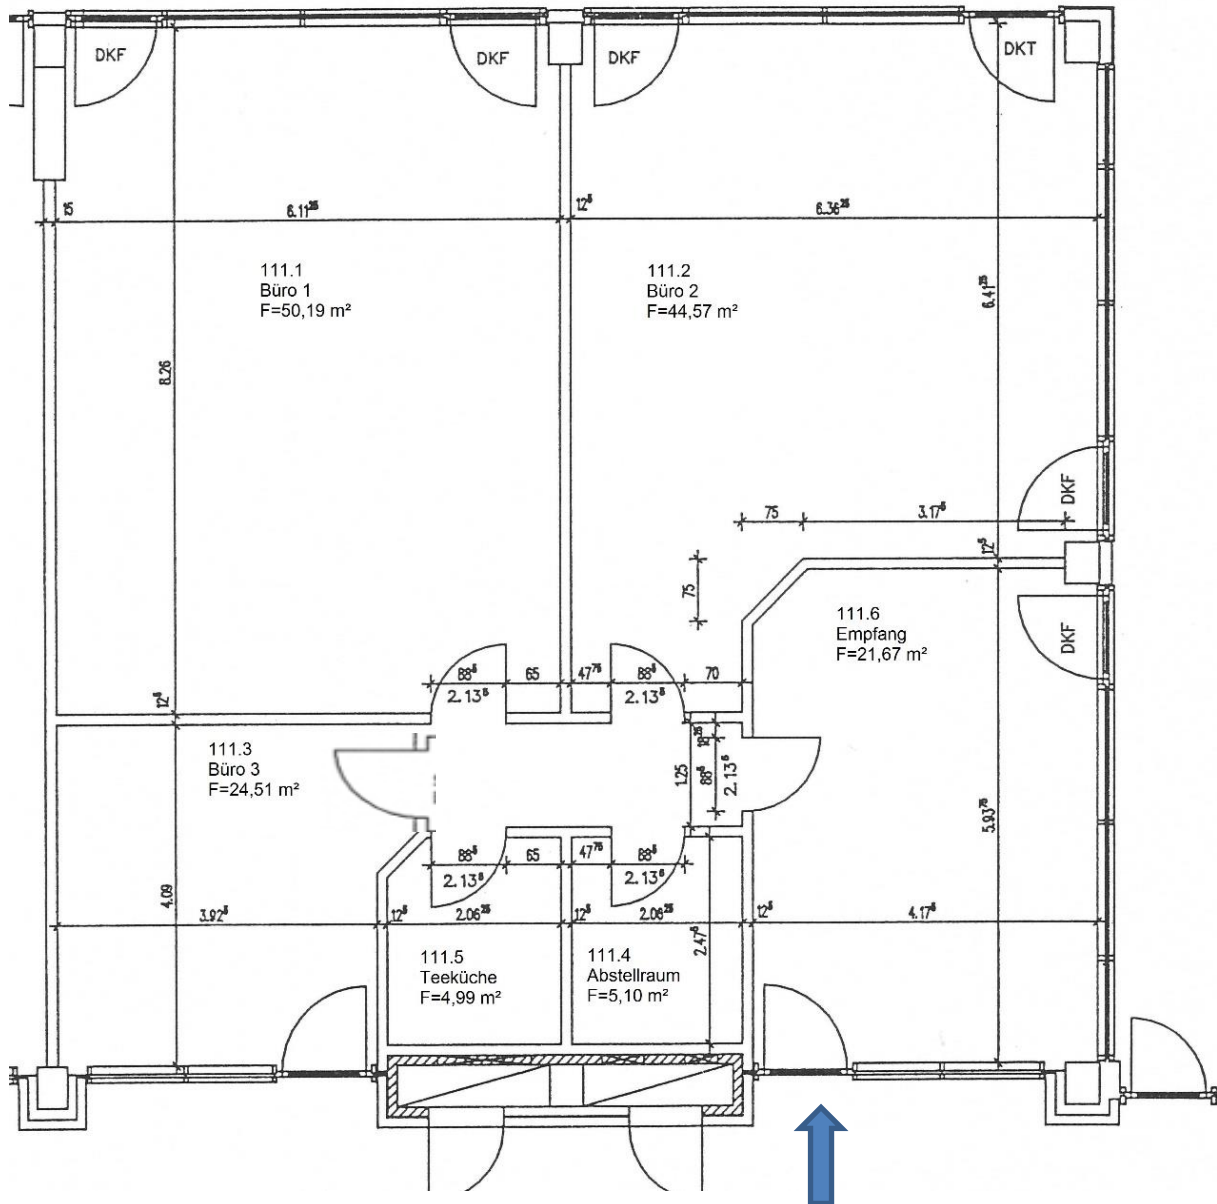 DKF
DKF
DKF
DKT
15
6.11²⁵
12⁵
6.36²⁵
111.1
Büro 1
F=50,19 m²
111.2
Büro 2
F=44,57 m²
6.41²⁵
8.26
DKF
75
3.17⁵
12⁵
75
111.6
Empfang
F=21,67 m²
DKF
88⁵
65
47⁷⁵
88⁵
70
2.13⁵
2.13⁵
12⁵
111.3
Büro 3
F=24,51 m²
18²⁵
1.25
88⁵
2.13⁵
5.93⁷⁵
88⁵
65
47⁷⁵
88⁵
2.13⁵
2.13⁵
4.09
3.92⁵
12⁵
2.06²⁵
12⁵
2.06²⁵
12⁵
4.17⁵
2.47⁵
111.5
Teeküche
F=4,99 m²
111.4
Abstellraum
F=5,10 m²